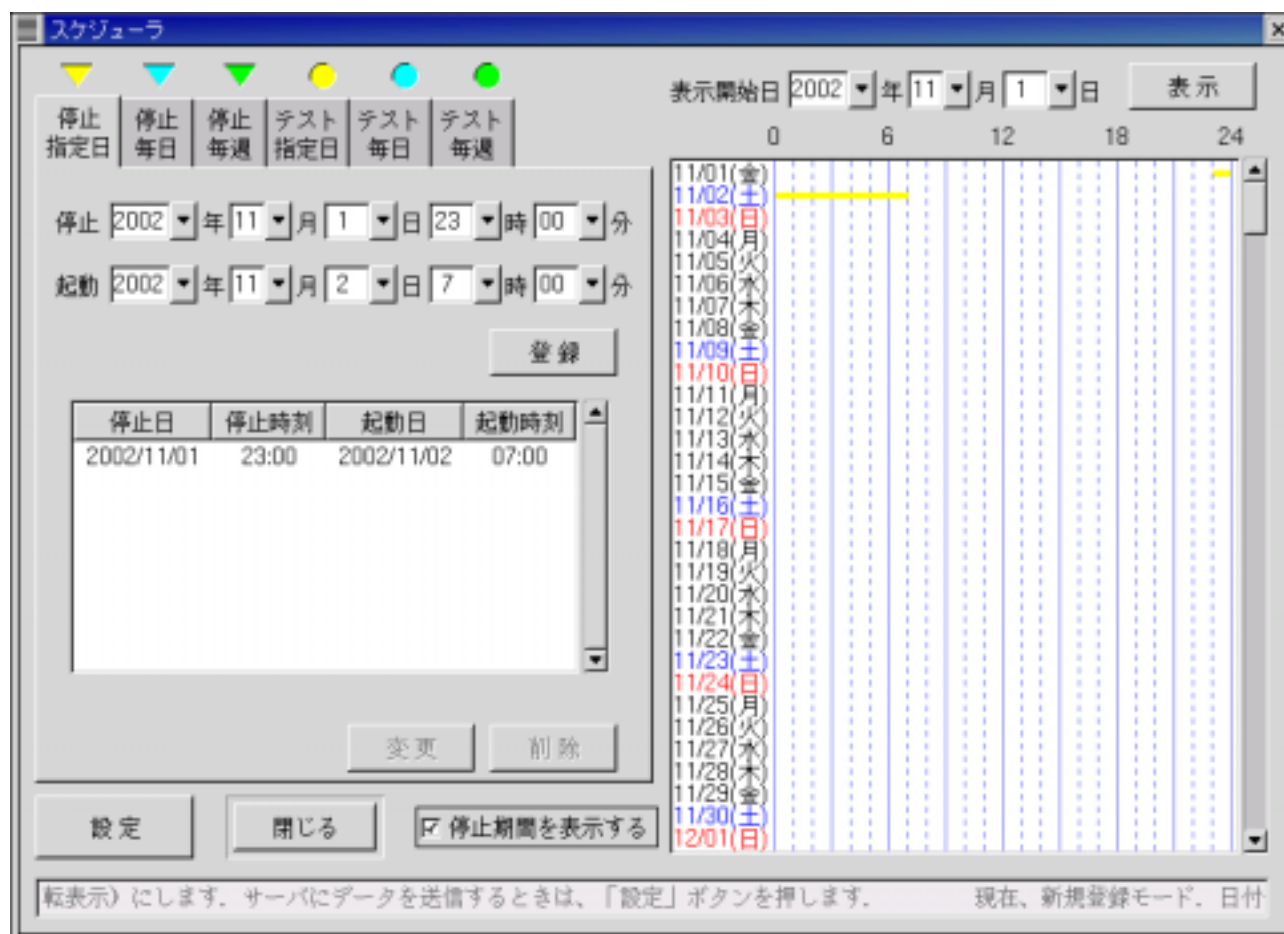 スケジューラ
停止
指定日
停止
毎日
停止
毎週
テスト
指定日
テスト
毎日
テスト
毎週
停止 2002 年 11 月 1 日 23 時 00 分
起動 2002 年 11 月 2 日 7 時 00 分
登録
停止日 停止時刻 起動日 起動時刻
2002/11/01 23:00 2002/11/02 07:00
変更 削除
設定 閉じる 停止期間を表示する
表示開始日 2002 年 11 月 1 日 表示
0 6 12 18 24
11/01(金)
11/02(土)
11/03(日)
11/04(月)
11/05(火)
11/06(水)
11/07(木)
11/08(金)
11/09(土)
11/10(日)
11/11(月)
11/12(火)
11/13(水)
11/14(木)
11/15(金)
11/16(土)
11/17(日)
11/18(月)
11/19(火)
11/20(水)
11/21(木)
11/22(金)
11/23(土)
11/24(日)
11/25(月)
11/26(火)
11/27(水)
11/28(木)
11/29(金)
11/30(土)
12/01(日)
転表示) にします. サーバにデータを送信するときは、「設定」ボタンを押します. 現在、新規登録モード. 日付